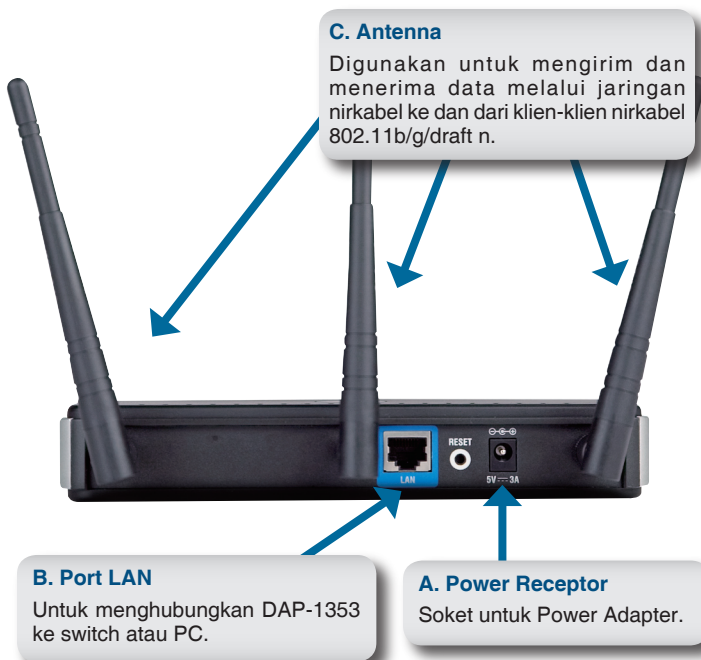 C. Antenna
Digunakan untuk mengirim dan
menerima data melalui jaringan
nirkabel ke dan dari klien-klien nirkabel
802.11b/g/draft n.
RESET
LAN
5V⎓3A
B. Port LAN
Untuk menghubungkan DAP-1353
ke switch atau PC.
A. Power Receptor
Soket untuk Power Adapter.